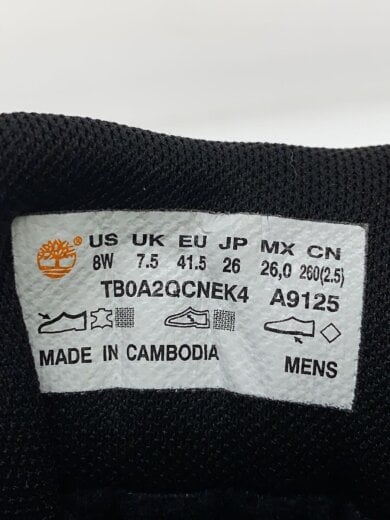 ® US UK EU JP MX CN
8W 7.5 41.5 26 26,0 260(2.5)
TB0A2QCNEK4 A9125
MADE IN CAMBODIA MENS